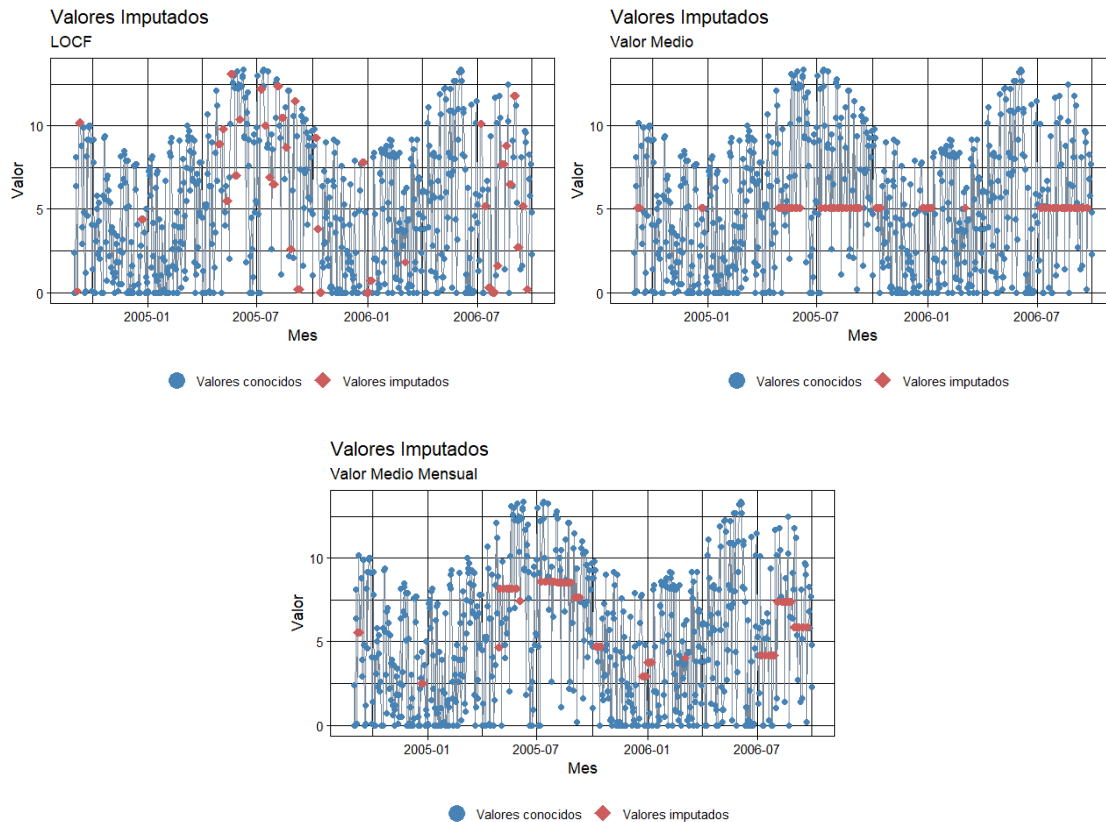 Valores Imputados
LOCF
Valor
10
5
0
2005-01 2005-07 2006-01 2006-07
Mes
Valores conocidos Valores imputados
Valores Imputados
Valor Medio
Valor
10
5
0
2005-01 2005-07 2006-01 2006-07
Mes
Valores conocidos Valores imputados
Valores Imputados
Valor Medio Mensual
Valor
10
5
0
2005-01 2005-07 2006-01 2006-07
Mes
Valores conocidos Valores imputados